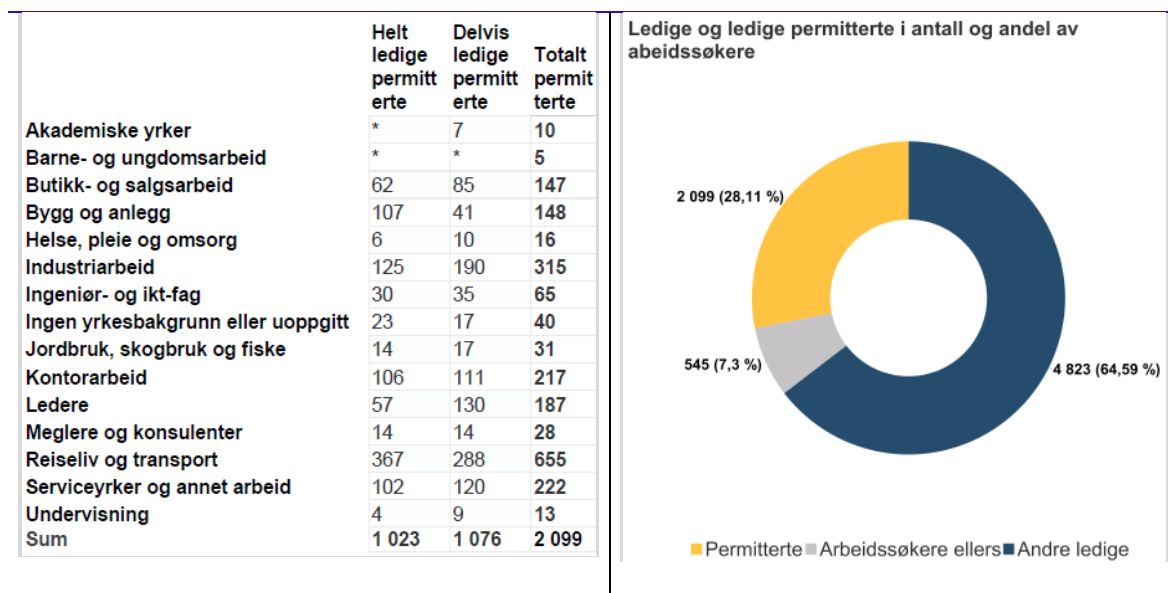 Helt ledige permitt erte Delvis ledige permitt erte Totalt permit terte
Akademiske yrker * 7 10
Barne- og ungdomsarbeid * * 5
Butikk- og salgsarbeid 62 85 147
Bygg og anlegg 107 41 148
Helse, pleie og omsorg 6 10 16
Industriarbeid 125 190 315
Ingeniør- og ikt-fag 30 35 65
Ingen yrkesbakgrunn eller uoppgitt 23 17 40
Jordbruk, skogbruk og fiske 14 17 31
Kontorarbeid 106 111 217
Ledere 57 130 187
Meglere og konsulenter 14 14 28
Reiseliv og transport 367 288 655
Serviceyrker og annet arbeid 102 120 222
Undervisning 4 9 13
Sum 1 023 1 076 2 099
Ledige og ledige permitterte i antall og andel av
abeidssøkere
2 099 (28,11 %)
545 (7,3 %)
4 823 (64,59 %)
Permitterte Arbeidssøkere ellers Andre ledige